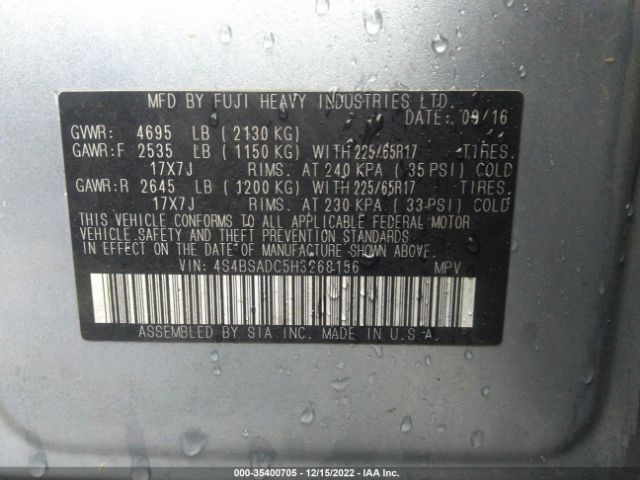 MFD BY FUJI HEAVY INDUSTRIES LTD.
DATE: 09/16
GVWR: 4695 LB (2130 KG)
GAWR:F 2535 LB (1150 KG) WITH 225/65R17 TIRES.
17X7J RIMS. AT 240 KPA (35 PSI) COLD
GAWR:R 2645 LB (1200 KG) WITH 225/65R17 TIRES.
17X7J RIMS. AT 230 KPA (33 PSI) COLD
THIS VEHICLE CONFORMS TO ALL APPLICABLE FEDERAL MOTOR
VEHICLE SAFETY AND THEFT PREVENTION STANDARDS
IN EFFECT ON THE DATE OF MANUFACTURE SHOWN ABOVE.
VIN: 4S4BSADC5H3268156 MPV
ASSEMBLED BY SIA INC. MADE IN U.S.A.
000-35400705 - 12/15/2022 - IAA Inc.